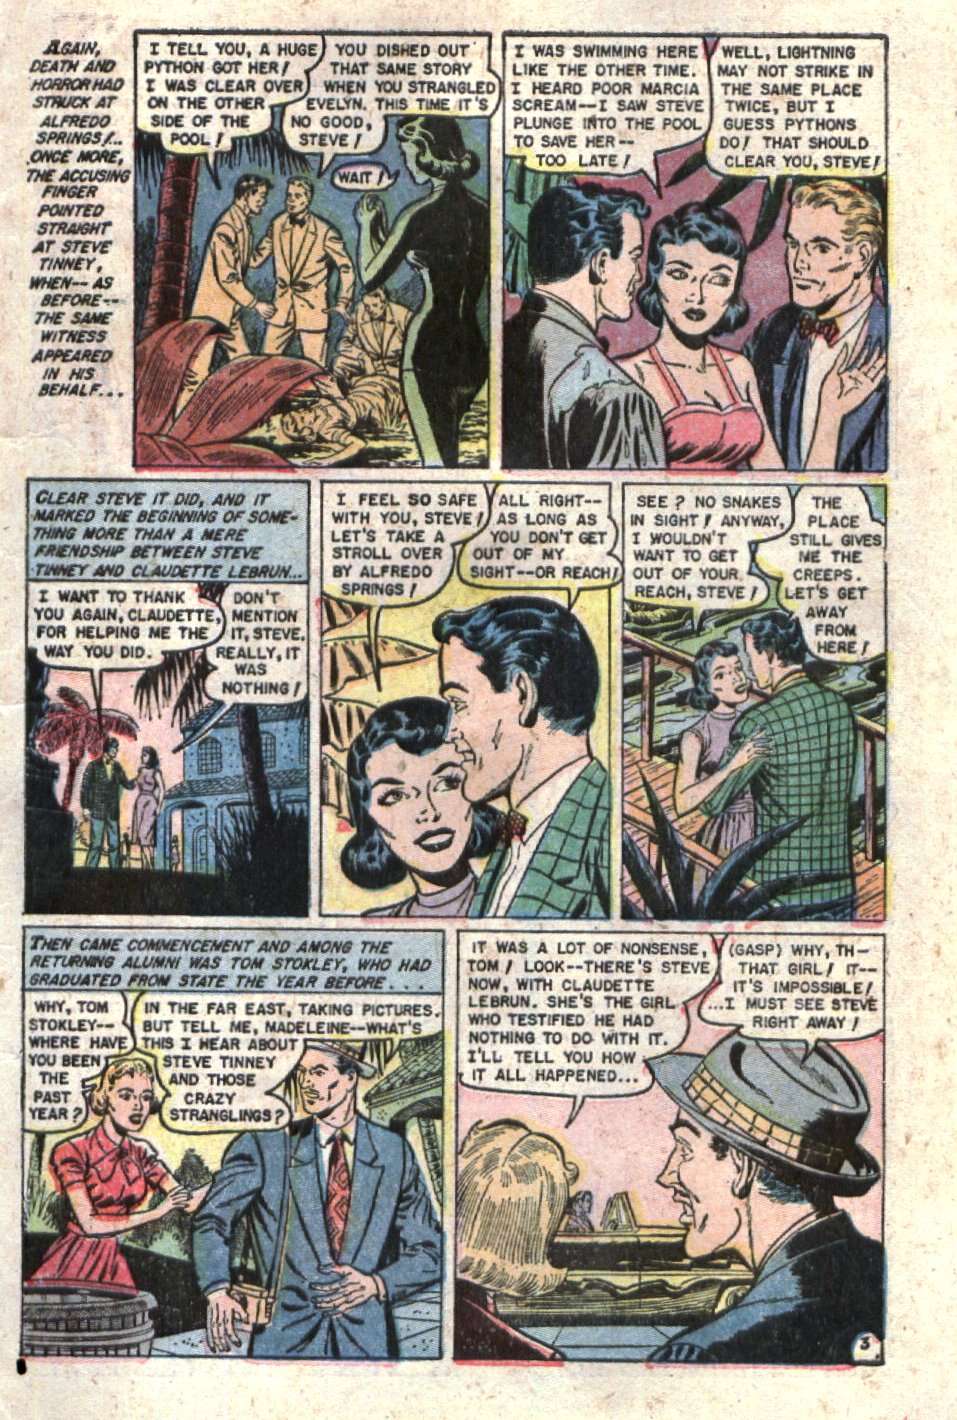 AGAIN,
DEATH AND
HORROR HAD
STRUCK AT
ALFREDO
SPRINGS!...
ONCE MORE,
THE ACCUSING
FINGER
POINTED
STRAIGHT
AT STEVE
TINNEY,
WHEN--AS
BEFORE--
THE SAME
WITNESS
APPEARED
IN HIS
BEHALF...
I TELL YOU, A HUGE
PYTHON GOT HER!
I WAS CLEAR OVER
ON THE OTHER
SIDE OF THE
POOL!
YOU DISHED OUT
THAT SAME STORY
WHEN YOU STRANGLED
EVELYN. THIS TIME IT'S
NO GOOD,
STEVE!
WAIT!
I WAS SWIMMING HERE
LIKE THE OTHER TIME.
I HEARD POOR MARCIA
SCREAM--I SAW STEVE
PLUNGE INTO THE POOL
TO SAVE HER--
TOO LATE!
WELL, LIGHTNING
MAY NOT STRIKE IN
THE SAME PLACE
TWICE, BUT I
GUESS PYTHONS
DO! THAT SHOULD
CLEAR YOU, STEVE!
CLEAR STEVE IT DID, AND IT
MARKED THE BEGINNING OF SOME-
THING MORE THAN A MERE
FRIENDSHIP BETWEEN STEVE
TINNEY AND CLAUDETTE LEBRUN...
I WANT TO THANK
YOU AGAIN, CLAUDETTE,
FOR HELPING ME THE
WAY YOU DID.
DON'T
MENTION
IT, STEVE.
REALLY, IT
WAS
NOTHING!
I FEEL SO SAFE
WITH YOU, STEVE!
LET'S TAKE A
STROLL OVER
BY ALFREDO
SPRINGS!
ALL RIGHT--
AS LONG AS
YOU DON'T GET
OUT OF MY
SIGHT--OR REACH!
SEE? NO SNAKES
IN SIGHT! ANYWAY,
I WOULDN'T
WANT TO GET
OUT OF YOUR
REACH, STEVE!
THE
PLACE
STILL GIVES
ME THE
CREEPS.
LET'S GET
AWAY
FROM
HERE!
THEN CAME COMMENCEMENT AND AMONG THE
RETURNING ALUMNI WAS TOM STOKLEY, WHO HAD
GRADUATED FROM STATE THE YEAR BEFORE...
WHY, TOM
STOKLEY--
WHERE HAVE
YOU BEEN
THE
PAST
YEAR?
IN THE FAR EAST, TAKING PICTURES.
BUT TELL ME, MADELEINE--WHAT'S
THIS I HEAR ABOUT
STEVE TINNEY
AND THOSE
CRAZY
STRANGLINGS?
IT WAS A LOT OF NONSENSE,
TOM! LOOK--THERE'S STEVE
NOW, WITH CLAUDETTE
LEBRUN. SHE'S THE GIRL
WHO TESTIFIED HE HAD
NOTHING TO DO WITH IT.
I'LL TELL YOU HOW
IT ALL HAPPENED...
(GASP) WHY, TH--
THAT GIRL! IT--
IT'S IMPOSSIBLE!
...I MUST SEE STEVE
RIGHT AWAY!
3